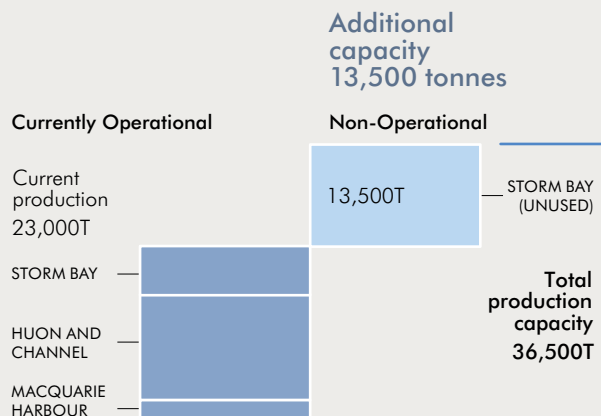 Additional
capacity
13,500 tonnes
Currently Operational
Non-Operational
Current
production
23,000T
13,500T
STORM BAY
(UNUSED)
STORM BAY
Total
production
capacity
36,500T
HUON AND
CHANNEL
MACQUARIE
HARBOUR